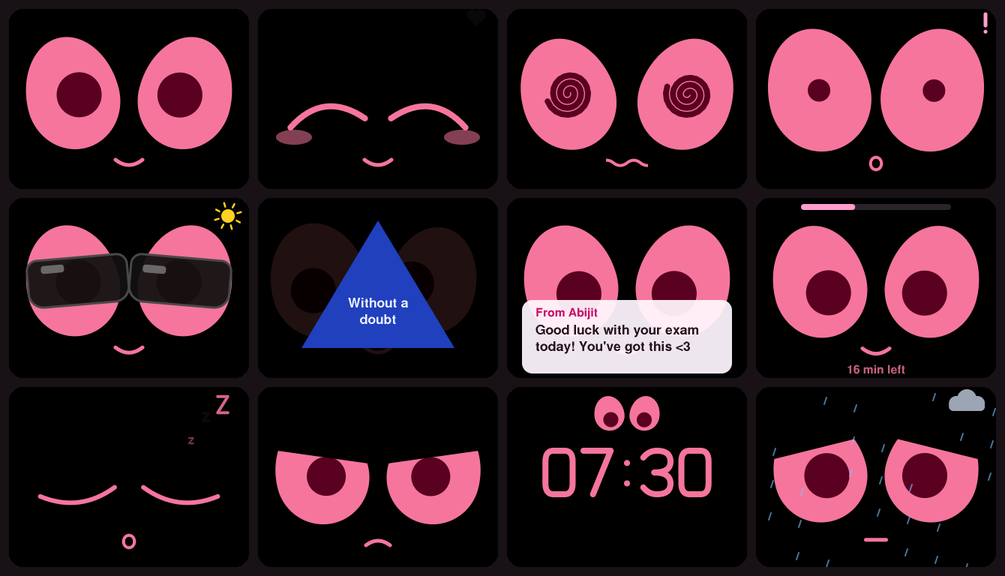 !
Without a
doubt
From Abijit
Good luck with your exam
today! You've got this <3
16 min left
Z
z
z
07:30